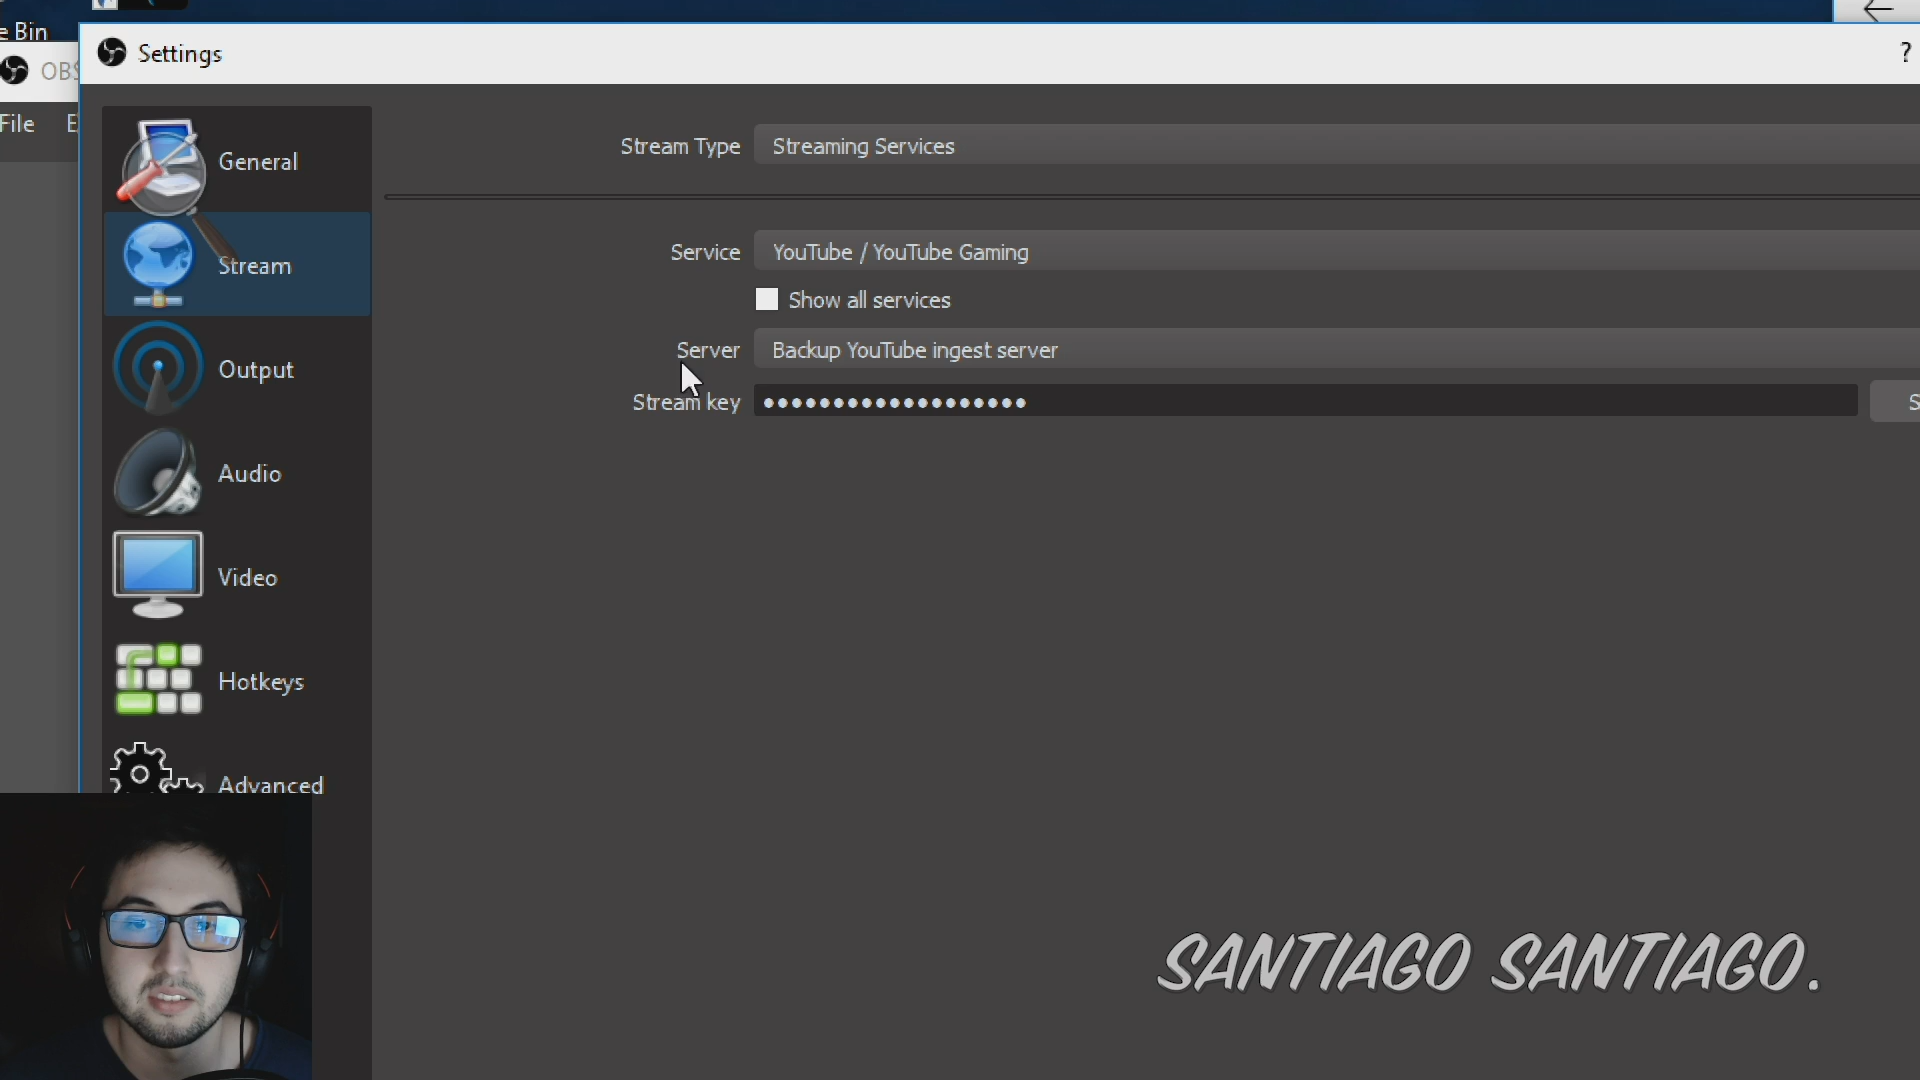 e Bin
Settings
?
OBS
File
E
General
Stream
Output
Audio
Video
Hotkeys
Advanced
Stream Type Streaming Services
Service YouTube / YouTube Gaming
Show all services
Server Backup YouTube ingest server
Stream key ●●●●●●●●●●●●●●●●●●●
S
SANTIAGO SANTIAGO.